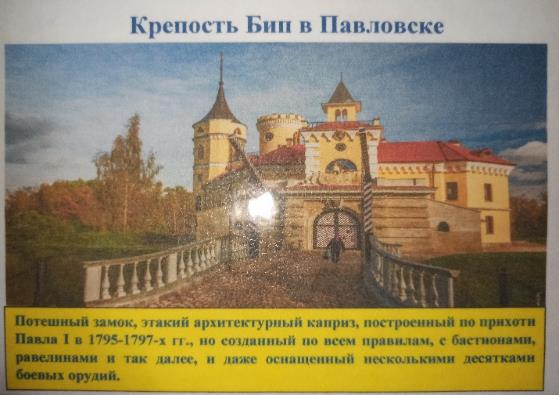 Крепость Бип в Павловске
Потешный замок, этакий архитектурный каприз, построенный по прихоти
Павла I в 1795-1797-х гг., но созданный по всем правилам, с бастионами,
равелинами и так далее, и даже оснащенный несколькими десятками
боевых орудий.